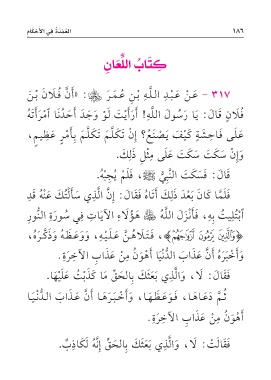 ١٨٦
العُمْدَةُ فِي الأَحْكَامِ
كِتَابُ اللِّعَانِ
٣١٧ - عَنْ عَبْدِ اللَّهِ بْنِ عُمَرَ ﷺ: «أَنَّ فُلَانَ بْنَ
فُلَانٍ قَالَ: يَا رَسُولَ اللَّهِ! أَرَأَيْتَ لَوْ وَجَدَ أَحَدُنَا امْرَأَتَهُ
عَلَى فَاحِشَةٍ كَيْفَ يَصْنَعُ؟ إِنْ تَكَلَّمَ تَكَلَّمَ بِأَمْرٍ عَظِيمٍ،
وَإِنْ سَكَتَ سَكَتَ عَلَى مِثْلِ ذَلِكَ.
قَالَ: فَسَكَتَ النَّبِيُّ ﷺ، فَلَمْ يُجِبْهُ.
فَلَمَّا كَانَ بَعْدَ ذَلِكَ أَتَاهُ فَقَالَ: إِنَّ الَّذِي سَأَلْتُكَ عَنْهُ قَدِ
ابْتُلِيتُ بِهِ، فَأَنْزَلَ اللَّهُ ﷻ هَؤُلَاءِ الآيَاتِ فِي سُورَةِ النُّورِ
﴿وَالَّذِينَ يَرْمُونَ أَزْوَاجَهُمْ﴾، فَتَلَاهُنَّ عَلَيْهِ، وَوَعَظَهُ وَذَكَّرَهُ،
وَأَخْبَرَهُ أَنَّ عَذَابَ الدُّنْيَا أَهْوَنُ مِنْ عَذَابِ الآخِرَةِ.
فَقَالَ: لَا، وَالَّذِي بَعَثَكَ بِالحَقِّ مَا كَذَبْتُ عَلَيْهَا.
ثُمَّ دَعَاهَا، فَوَعَظَهَا، وَأَخْبَرَهَا أَنَّ عَذَابَ الدُّنْيَا
أَهْوَنُ مِنْ عَذَابِ الآخِرَةِ.
فَقَالَتْ: لَا، وَالَّذِي بَعَثَكَ بِالحَقِّ إِنَّهُ لَكَاذِبٌ.